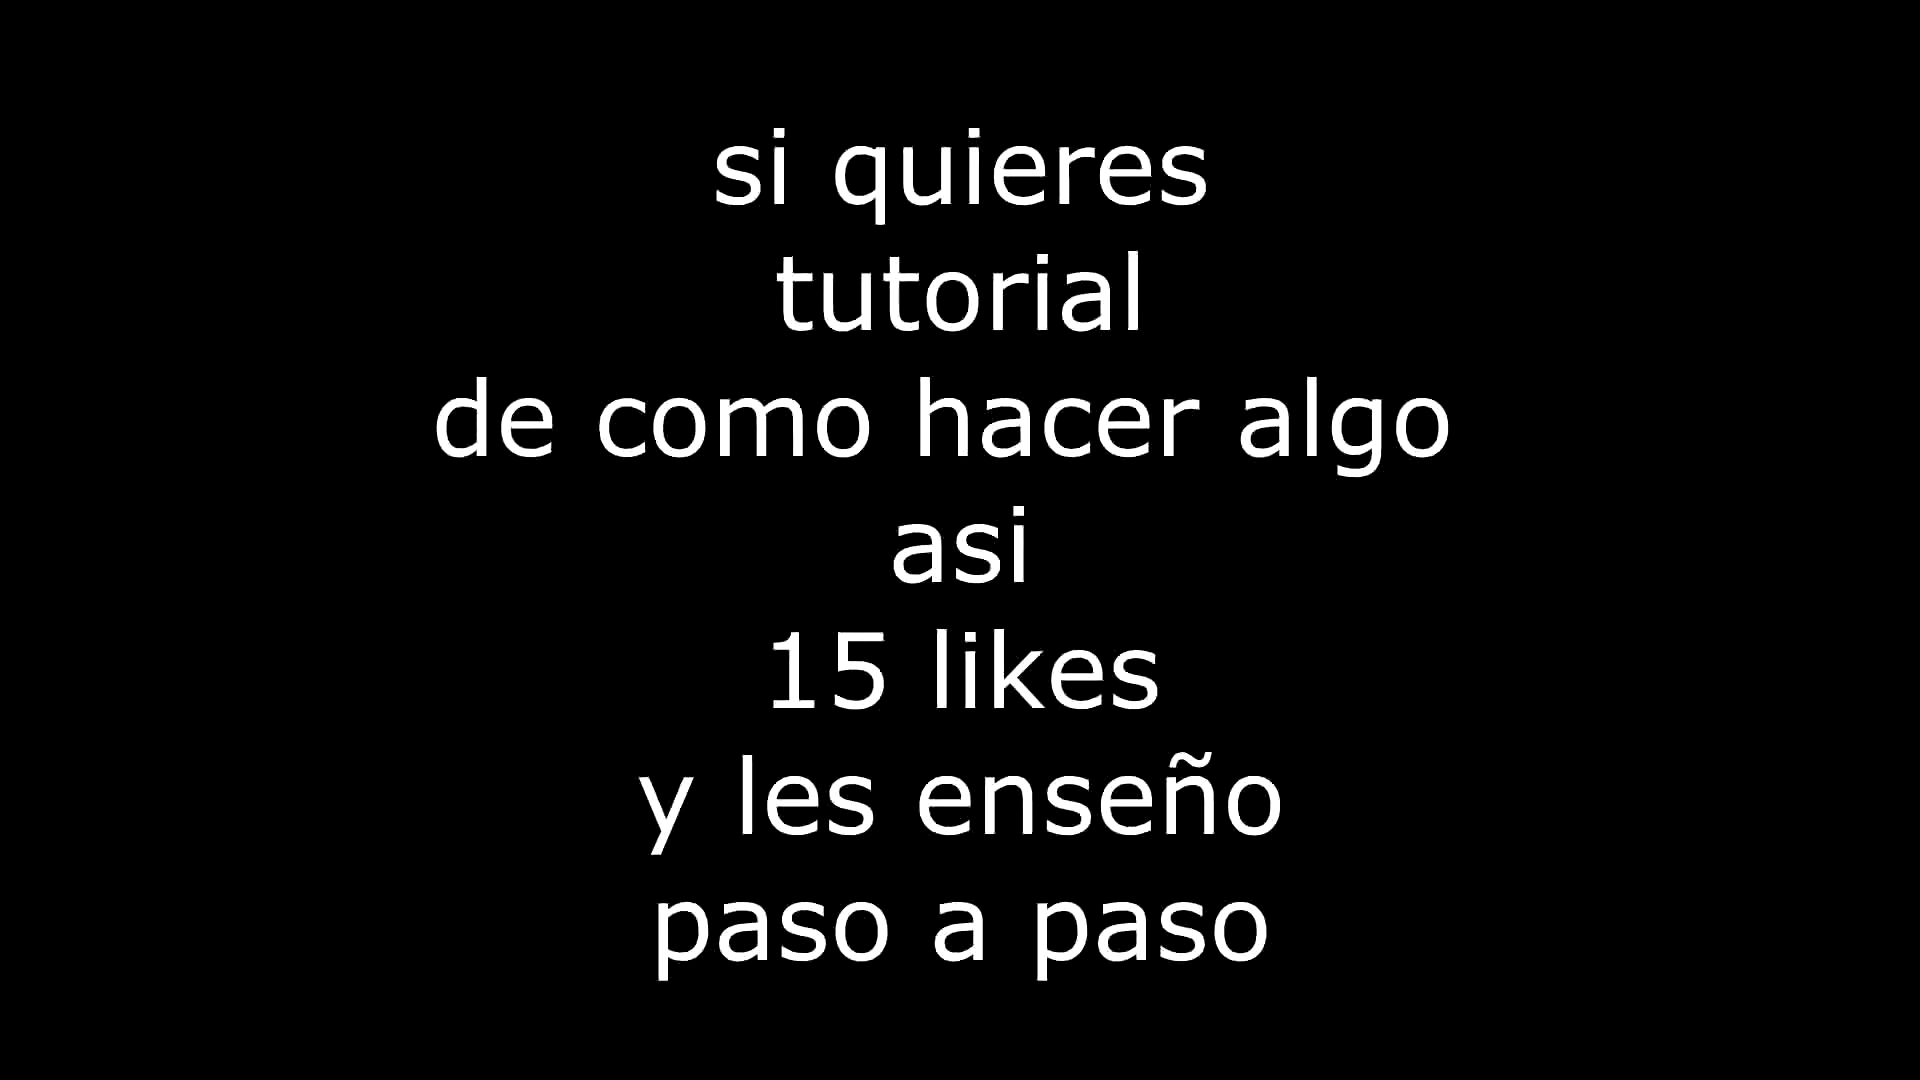 si quieres
tutorial
de como hacer algo
asi
15 likes
y les enseño
paso a paso